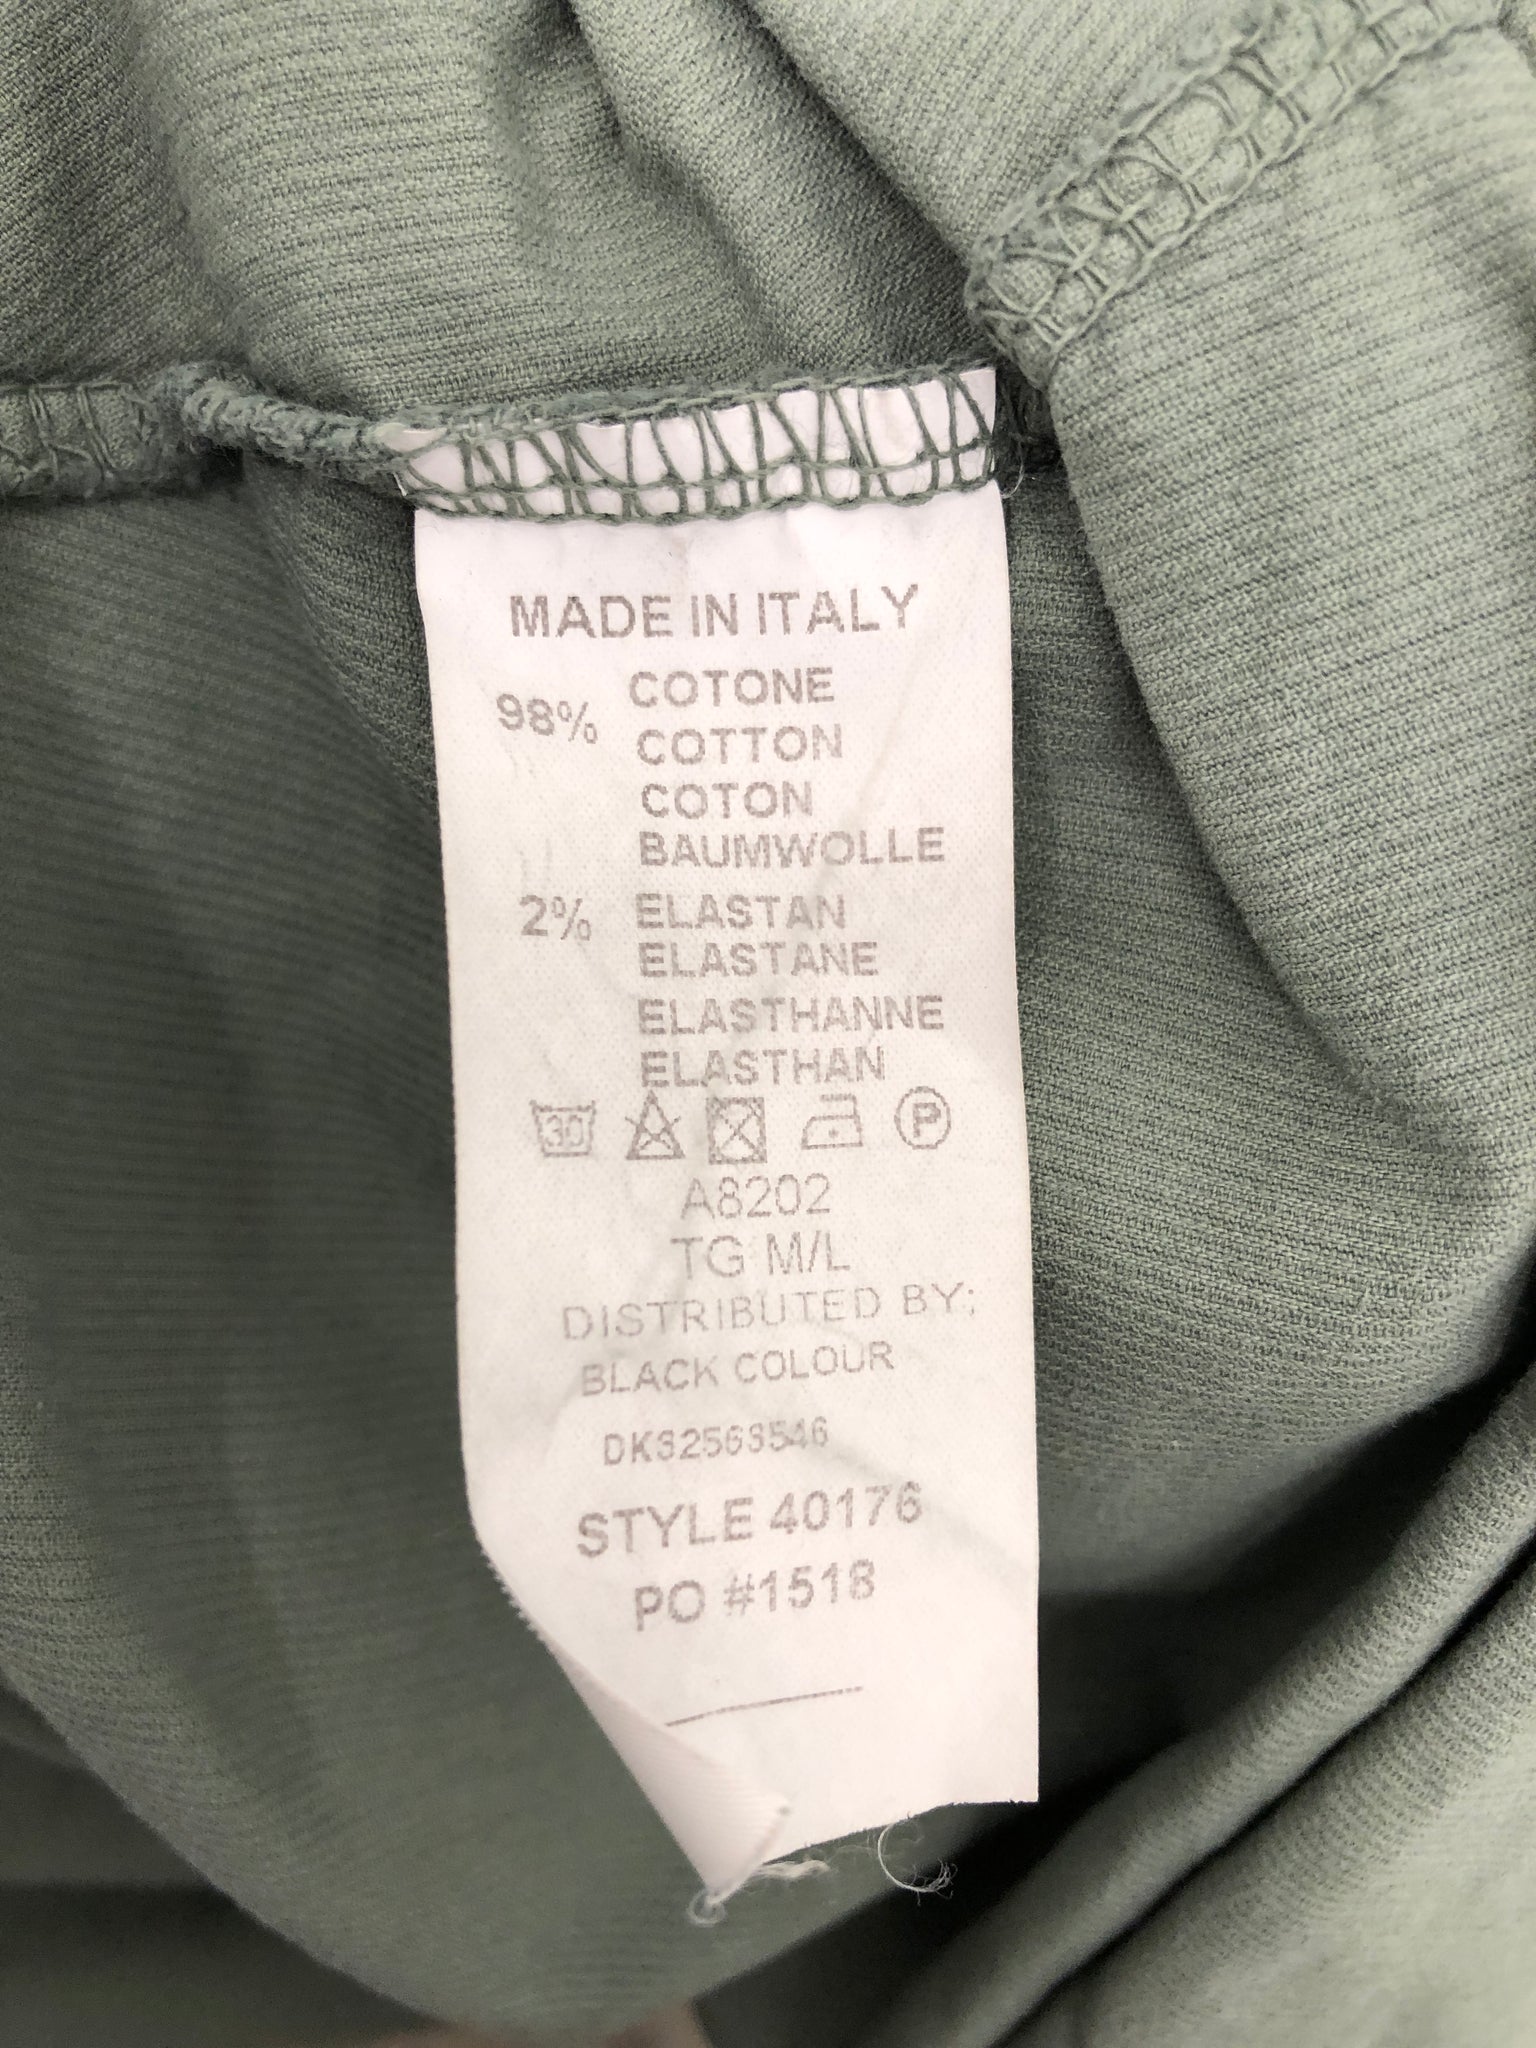 MADE IN ITALY
98% COTONE
COTTON
COTON
BAUMWOLLE
2% ELASTAN
ELASTANE
ELASTHANNE
ELASTHAN
30 P
A8202
TG M/L
DISTRIBUTED BY;
BLACK COLOUR
DK32563546
STYLE 40176
PO #1518